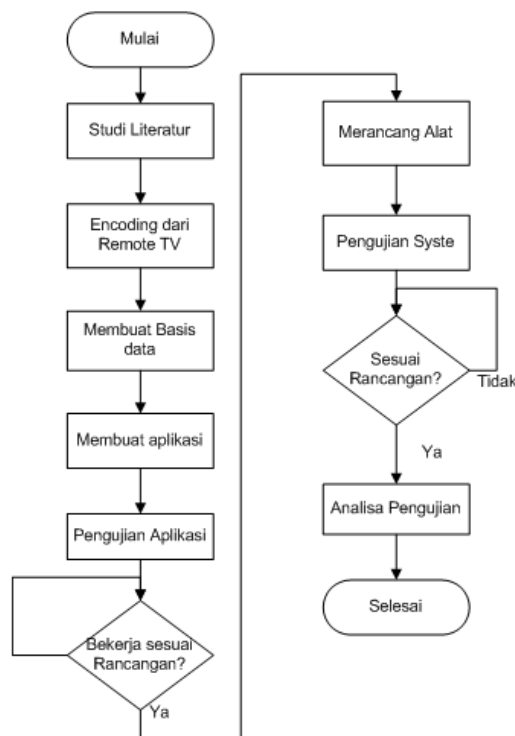 Mulai
Studi Literatur
Encoding dari
Remote TV
Membuat Basis
data
Membuat aplikasi
Pengujian Aplikasi
Bekerja sesuai
Rancangan?
Ya
Merancang Alat
Pengujian Syste
Sesuai
Rancangan?
Tidak
Ya
Analisa Pengujian
Selesai